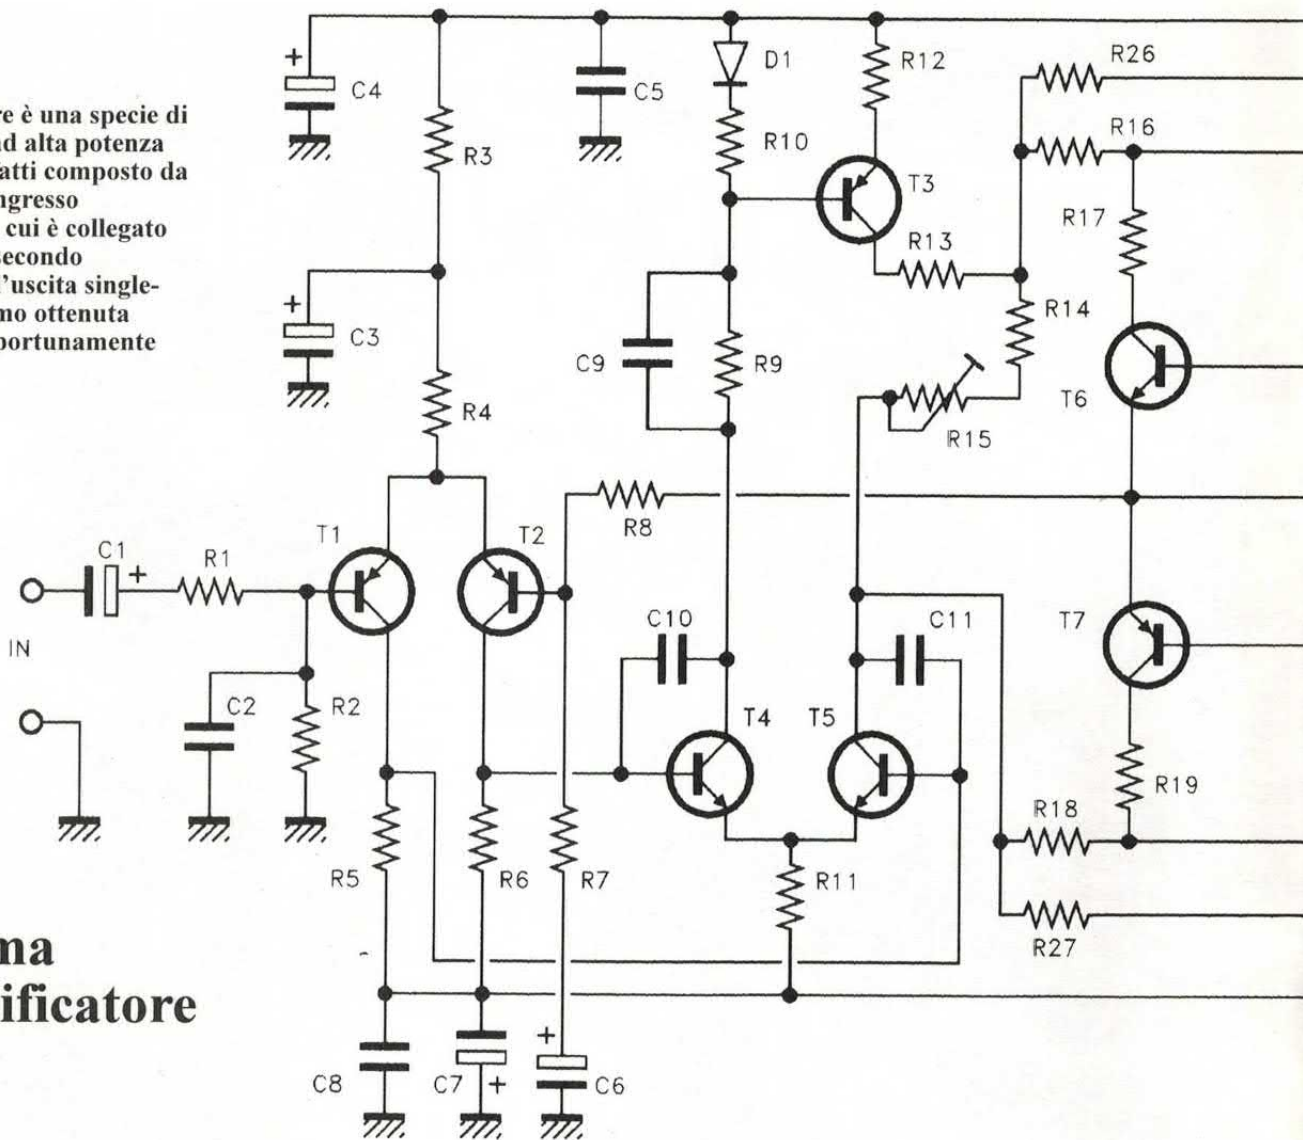 re è una specie di
ad alta potenza
fatti composto da
ngresso
cui è collegato
secondo
l'uscita single-
mo ottenuta
portunamente
ma
ificatore
+
C4
C5
D1
R12
R26
R3
R10
T3
R16
R17
R13
+
C3
C9
R9
R14
R4
R15
T6
R8
T1
T2
C1
+
R1
IN
C10
C11
T7
C2
R2
T4
T5
R19
R18
R5
R6
R7
R11
R27
C8
C7
+
+
C6